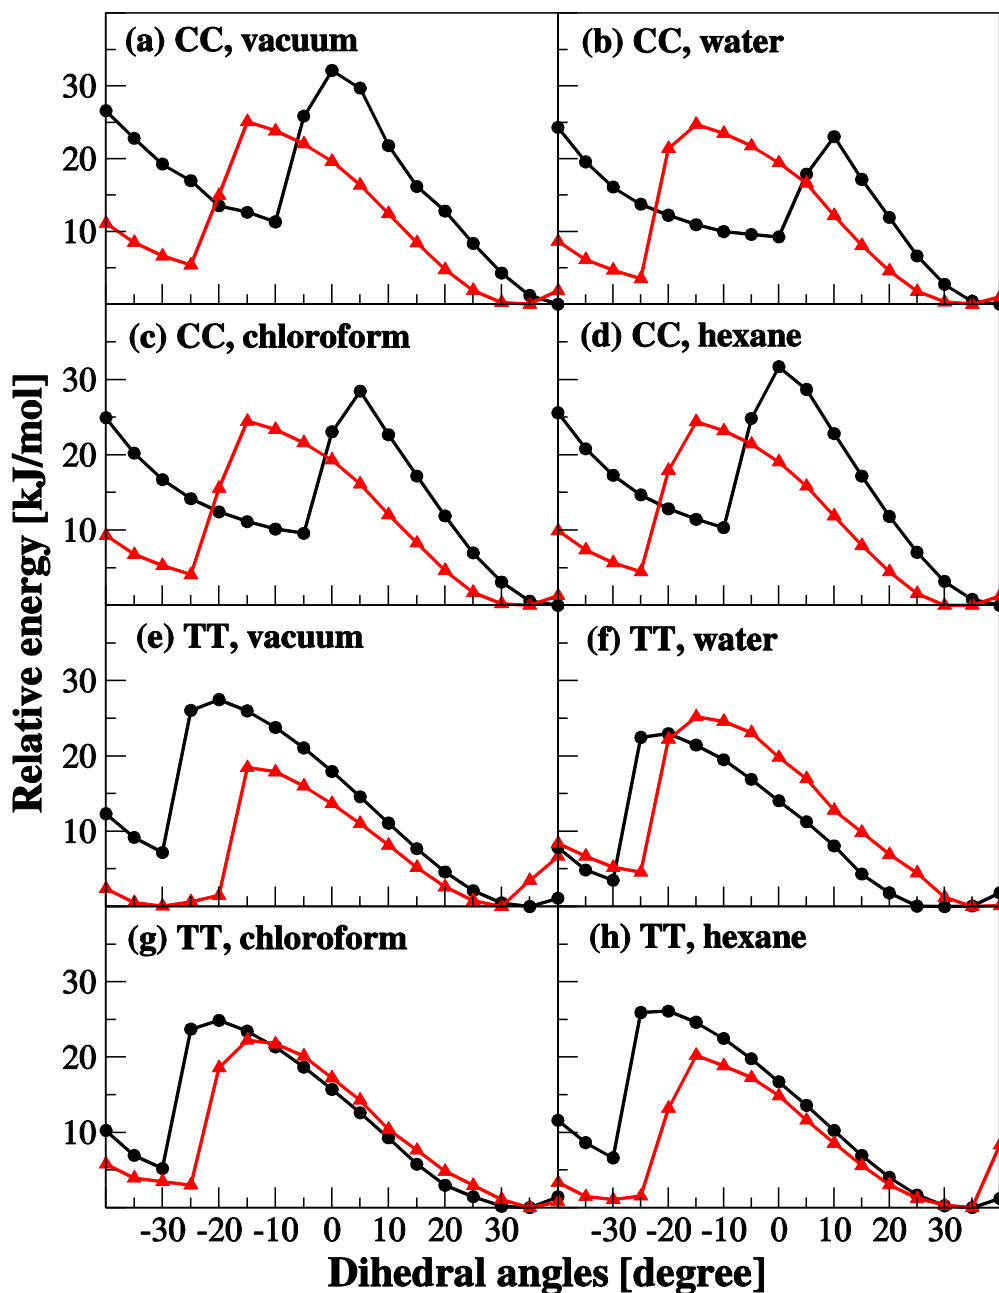 (a) CC, vacuum
(b) CC, water
30
20
10
(c) CC, chloroform
(d) CC, hexane
30
20
10
(e) TT, vacuum
(f) TT, water
30
20
10
(g) TT, chloroform
(h) TT, hexane
30
20
10
-30 -20 -10 0 10 20 30
-30 -20 -10 0 10 20 30
Dihedral angles [degree]
Relative energy [kJ/mol]